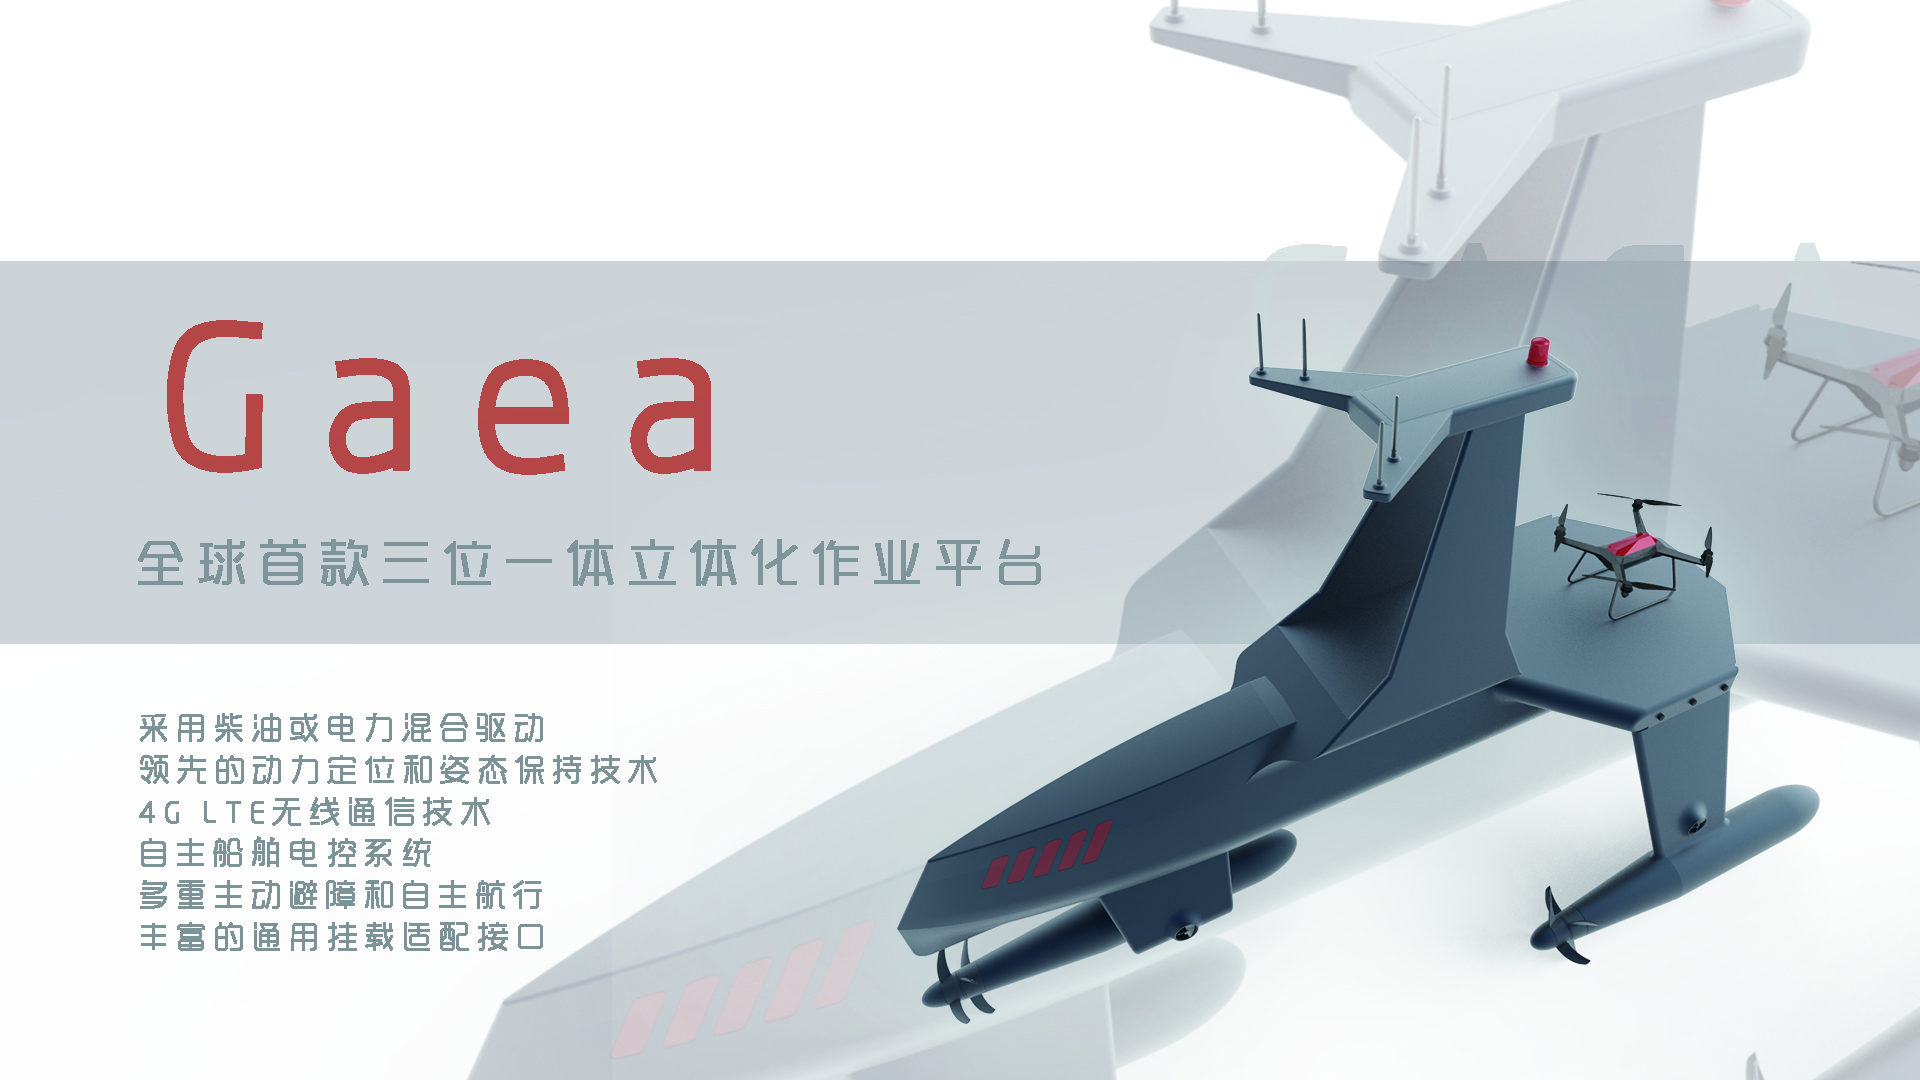 Gaea
全球首款三位一体立体化作业平台
采用柴油或电力混合驱动
领先的动力定位和姿态保持技术
4G LTE无线通信技术
自主船舶电控系统
多重主动避障和自主航行
丰富的通用挂载适配接口